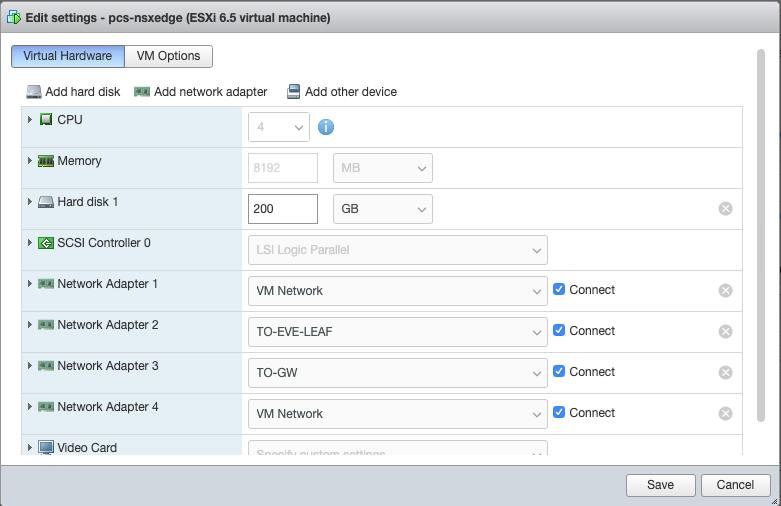 Edit settings - pcs-nsxedge (ESXi 6.5 virtual machine)
Virtual Hardware VM Options
Add hard disk Add network adapter Add other device
CPU 4
Memory 8192 MB
Hard disk 1 200 GB
SCSI Controller 0 LSI Logic Parallel
Network Adapter 1 VM Network Connect
Network Adapter 2 TO-EVE-LEAF Connect
Network Adapter 3 TO-GW Connect
Network Adapter 4 VM Network Connect
Video Card Specify custom settings
Save Cancel